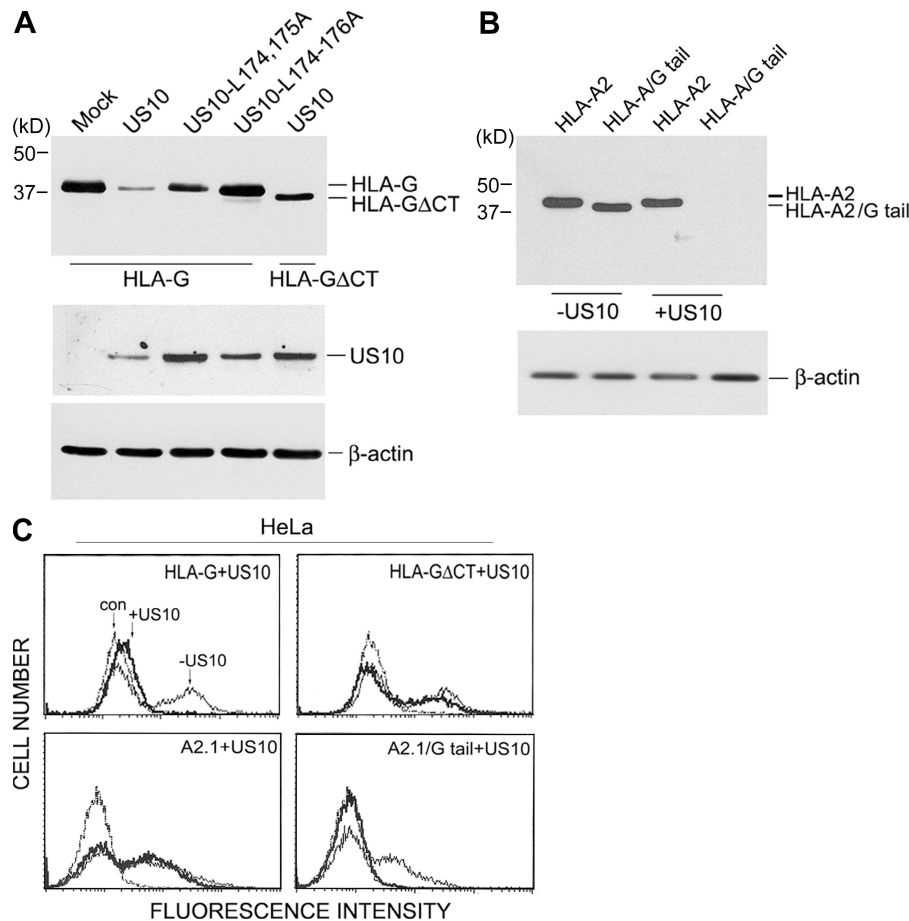 A
Mock
US10
US10-L174,175A
US10-L174-176A
US10
(kD)
50
37
HLA-G
HLA-GΔCT
HLA-G
HLA-GΔCT
US10
β-actin
B
HLA-A2
HLA-A/G tail
HLA-A2
HLA-A/G tail
(kD)
50
37
HLA-A2
HLA-A2/G tail
-US10
+US10
β-actin
C
HeLa
HLA-G+US10
con
+US10
-US10
HLA-GΔCT+US10
A2.1+US10
A2.1/G tail+US10
CELL NUMBER
FLUORESCENCE INTENSITY